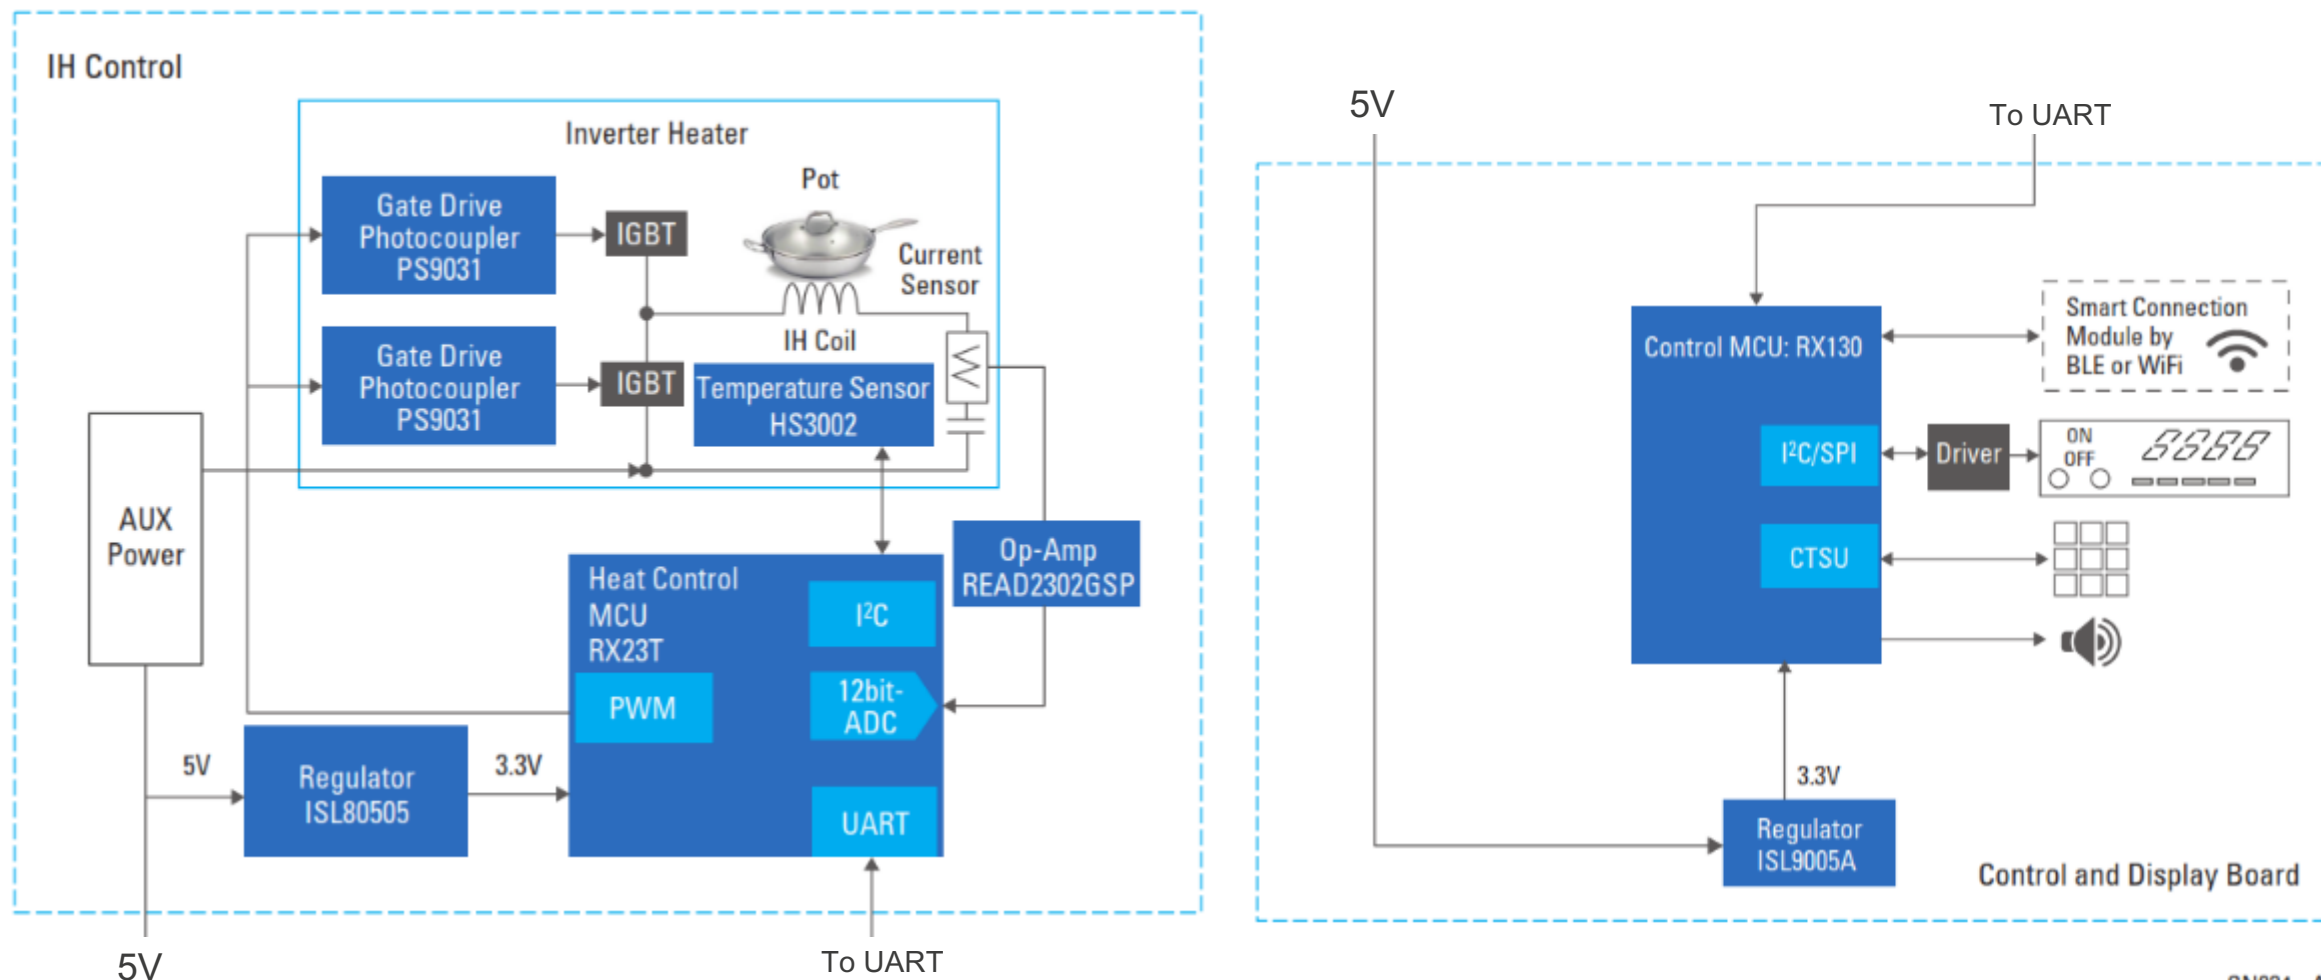 IH Control
Inverter Heater
Gate Drive
Photocoupler
PS9031
IGBT
Pot
Current
Sensor
IH Coil
Gate Drive
Photocoupler
PS9031
IGBT
Temperature Sensor
HS3002
AUX
Power
Op-Amp
READ2302GSP
Heat Control
MCU
RX23T
I²C
PWM
12bit-
ADC
UART
5V
Regulator
ISL80505
3.3V
5V
To UART
5V
To UART
Control MCU: RX130
Smart Connection
Module by
BLE or WiFi
I²C/SPI
Driver
ON
OFF
8888
CTSU
3.3V
Regulator
ISL9005A
Control and Display Board